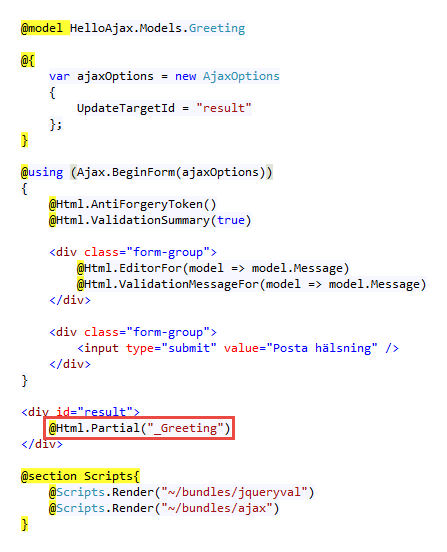 @model HelloAjax.Models.Greeting
@{
var ajaxOptions = new AjaxOptions
{
UpdateTargetId = "result"
};
}
@using (Ajax.BeginForm(ajaxOptions))
{
@Html.AntiForgeryToken()
@Html.ValidationSummary(true)
<div class="form-group">
@Html.EditorFor(model => model.Message)
@Html.ValidationMessageFor(model => model.Message)
</div>
<div class="form-group">
<input type="submit" value="Posta hälsning" />
</div>
}
<div id="result">
@Html.Partial("_Greeting")
</div>
@section Scripts{
@Scripts.Render("~/bundles/jqueryval")
@Scripts.Render("~/bundles/ajax")
}